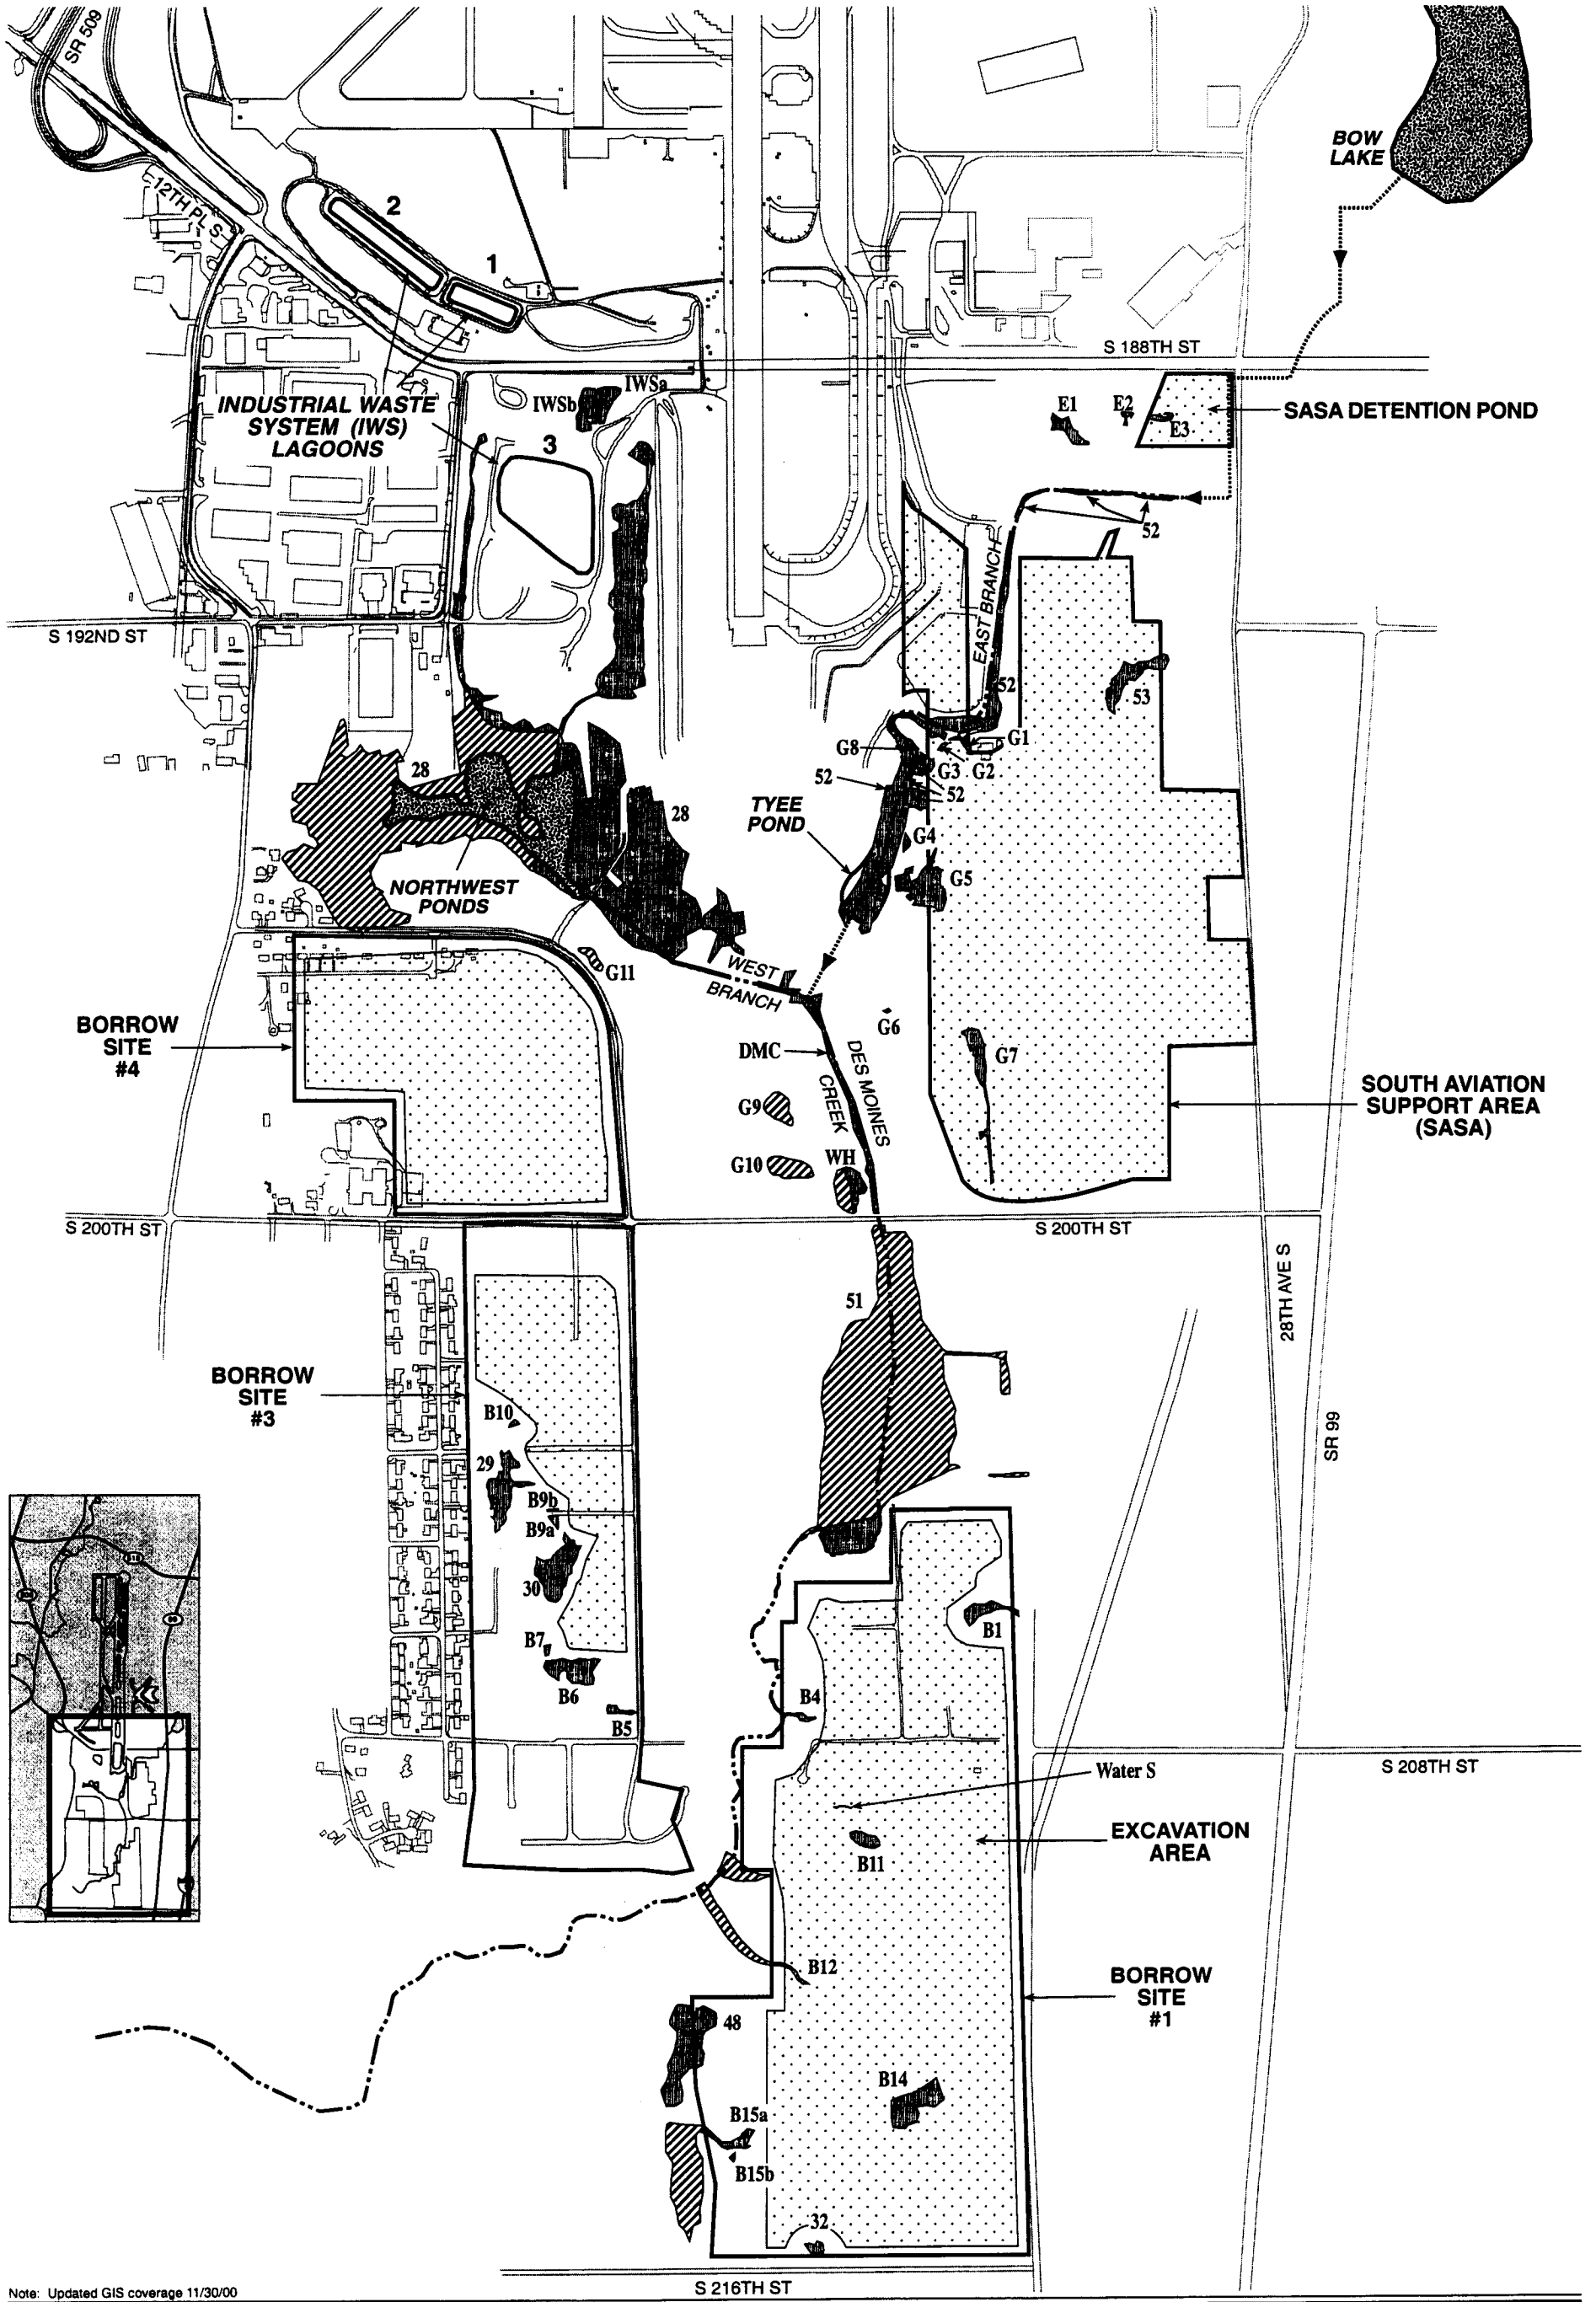 SR 509
BOW
LAKE
12TH PL S
2
1
S 188TH ST
IWSa
IWSb
E1
E2
E3
SASA DETENTION POND
INDUSTRIAL WASTE
SYSTEM (IWS)
LAGOONS
3
52
EAST BRANCH
S 192ND ST
52
53
G1
G8
G3
G2
28
52
52
TYEE
POND
28
G4
G5
NORTHWEST
PONDS
G11
WEST
BRANCH
BORROW
SITE
#4
G6
DMC
DES MOINES
CREEK
G7
SOUTH AVIATION
SUPPORT AREA
(SASA)
G9
G10
WH
S 200TH ST
S 200TH ST
28TH AVE S
51
BORROW
SITE
#3
B10
SR 99
29
B9b
B9a
30
B1
B7
B6
B4
B5
Water S
S 208TH ST
EXCAVATION
AREA
B11
B12
BORROW
SITE
#1
48
B14
B15a
B15b
32
S 216TH ST
Note: Updated GIS coverage 11/30/00